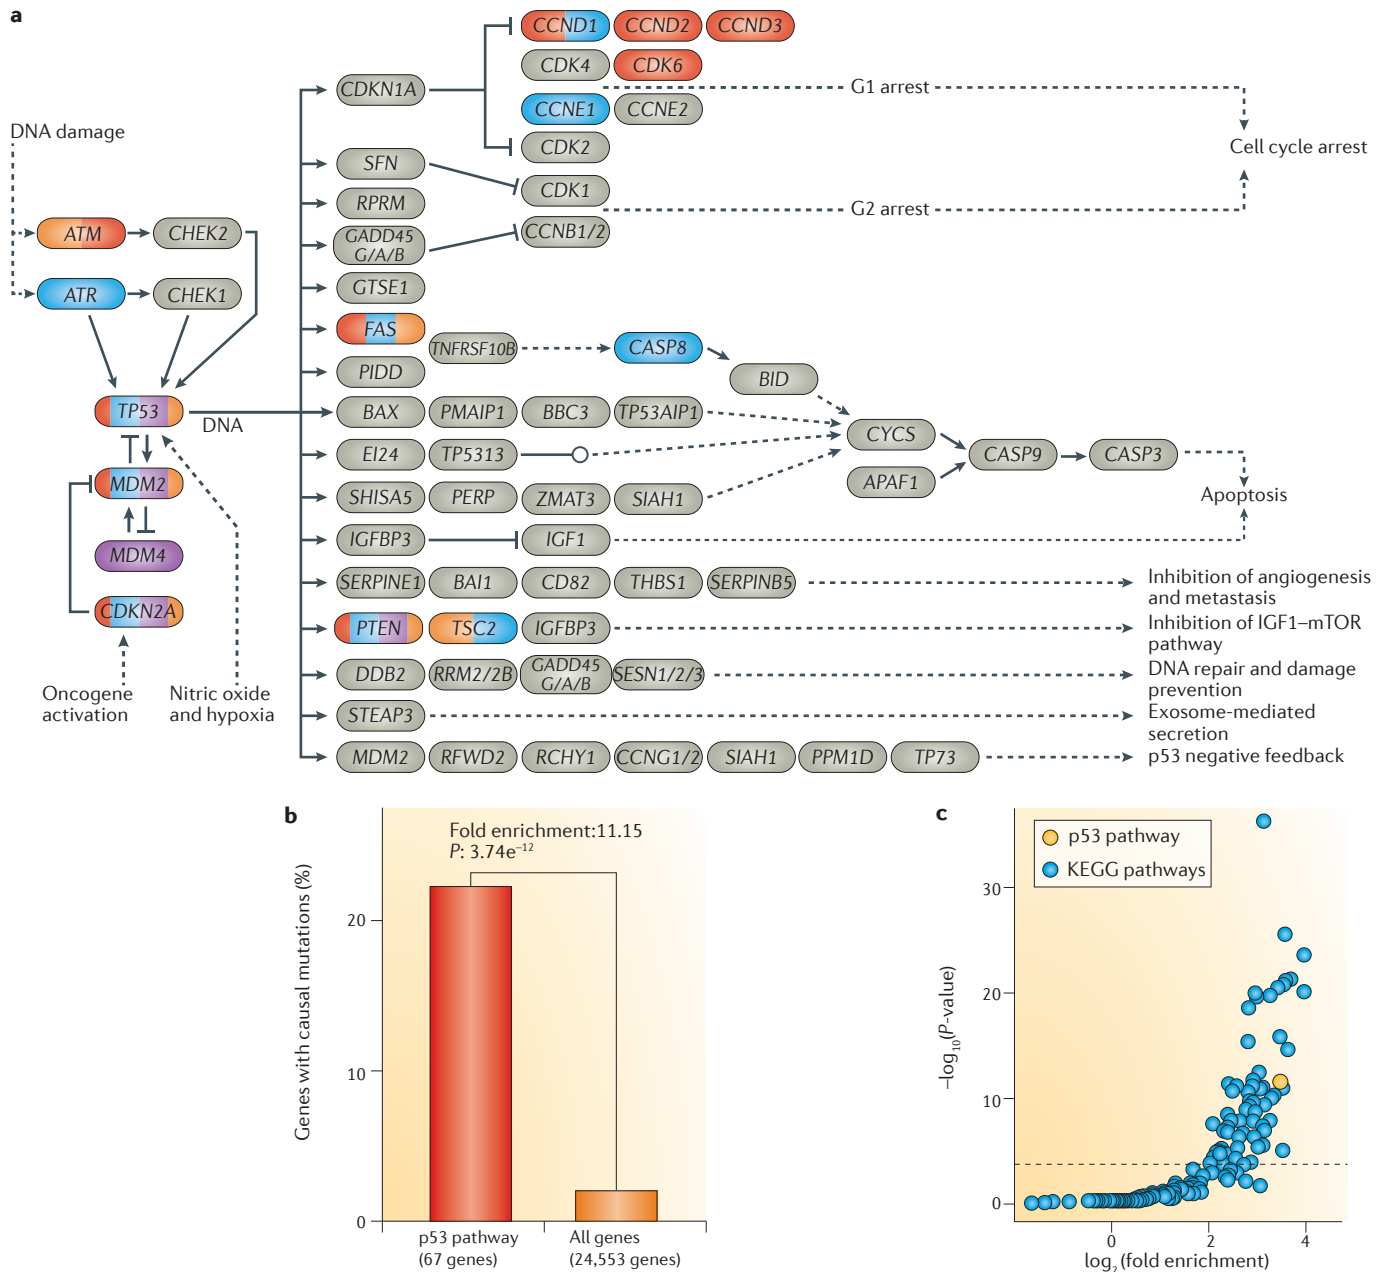 a
CCND1 CCND2 CCND3
CDK4 CDK6
CDKN1A
G1 arrest
CCNE1 CCNE2
DNA damage
Cell cycle arrest
CDK2
SFN
CDK1
RPRM
G2 arrest
ATM CHEK2
GADD45
G/A/B
CCNB1/2
GTSE1
ATR CHEK1
FAS
TNFRSF10B
CASP8
PIDD
BID
TP53
DNA
BAX PMAIP1 BBC3 TP53AIP1
CYCS
EI24 TP5313
CASP9 CASP3
MDM2
APAF1
SHISA5 PERP ZMAT3 SIAH1
Apoptosis
IGFBP3 IGF1
MDM4
SERPINE1 BAI1 CD82 THBS1 SERPINB5
Inhibition of angiogenesis
and metastasis
CDKN2A
PTEN TSC2 IGFBP3
Inhibition of IGF1–mTOR
pathway
DDB2 RRM2/2B
GADD45
G/A/B
SESN1/2/3
DNA repair and damage
prevention
Oncogene
activation
Nitric oxide
and hypoxia
STEAP3
Exosome-mediated
secretion
MDM2 RFWD2 RCHY1 CCNG1/2 SIAH1 PPM1D TP73
p53 negative feedback
b
Fold enrichment:11.15
P: 3.74e–12
Genes with causal mutations (%)
20
10
0
p53 pathway
(67 genes)
All genes
(24,553 genes)
c
p53 pathway
KEGG pathways
–log10(P-value)
30
20
10
0
0 2 4
log2(fold enrichment)